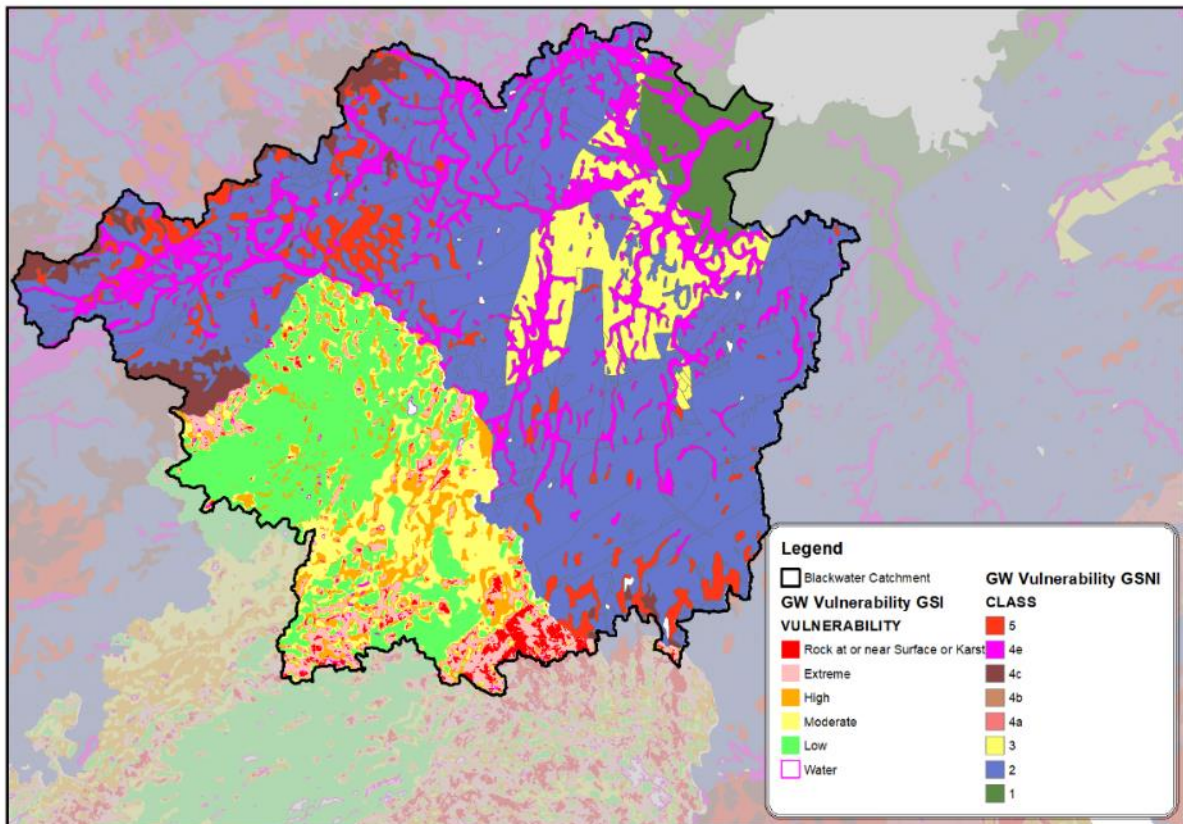 Legend
Blackwater Catchment
GW Vulnerability GSI
VULNERABILITY
Rock at or near Surface or Karst
Extreme
High
Moderate
Low
Water
GW Vulnerability GSNI
CLASS
5
4e
4c
4b
4a
3
2
1